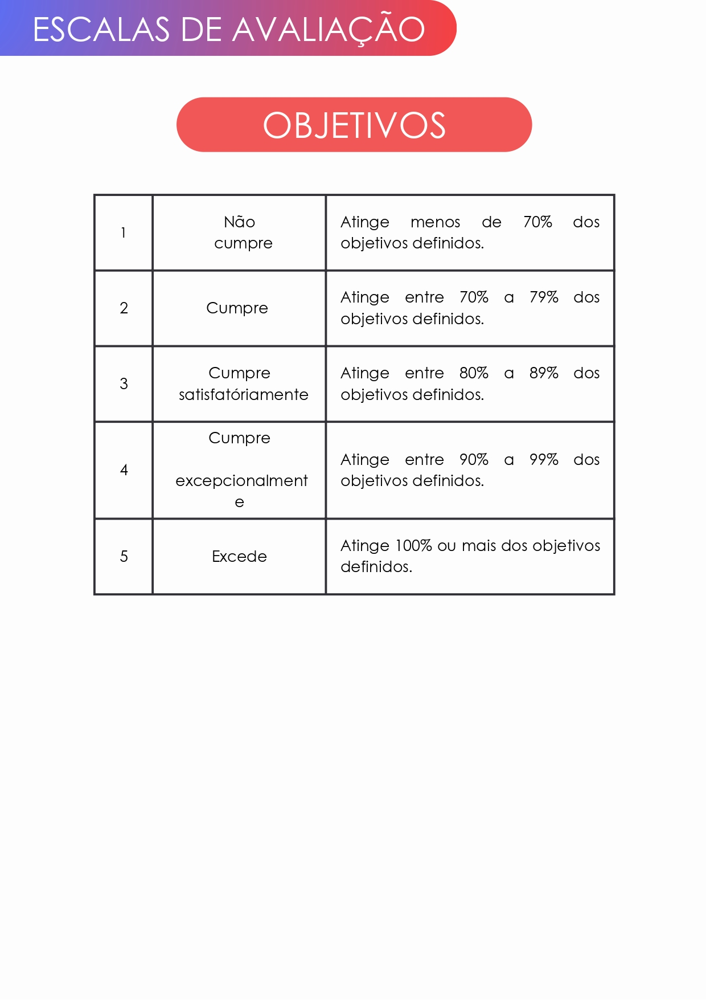 ESCALAS DE AVALIAÇÃO
OBJETIVOS
1
Não
cumpre
Atinge menos de 70% dos
objetivos definidos.
2
Cumpre
Atinge entre 70% a 79% dos
objetivos definidos.
3
Cumpre
satisfatóriamente
Atinge entre 80% a 89% dos
objetivos definidos.
4
Cumpre
excepcionalment
e
Atinge entre 90% a 99% dos
objetivos definidos.
5
Excede
Atinge 100% ou mais dos objetivos
definidos.